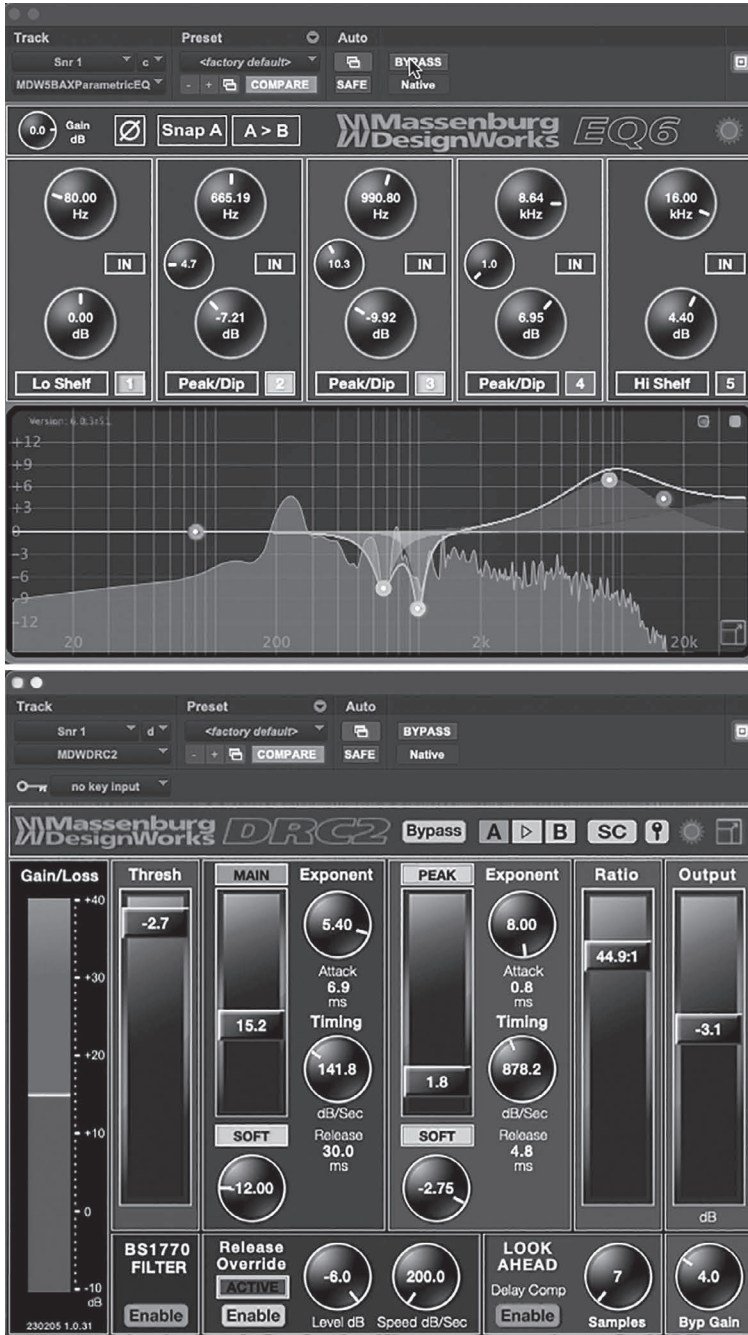 Track Preset Auto
Snr 1 c <factory default> BYPASS
MDW5BAXParametricEQ - + COMPARE SAFE Native
0.0 Gain dB Ø Snap A A > B Massenburg DesignWorks EQ6
80.00 Hz 665.19 Hz 990.80 Hz 8.64 kHz 16.00 kHz
IN 4.7 IN 10.3 IN 1.0 IN IN
0.00 dB -7.21 dB -9.92 dB 6.95 dB 4.40 dB
Lo Shelf 1 Peak/Dip 2 Peak/Dip 3 Peak/Dip 4 Hi Shelf 5
+12
+9
+6
+3
0
-3
-6
-9
-12
20 200 2k 20k
Track Preset Auto
Snr 1 d <factory default> BYPASS
MDWDRC2 - + COMPARE SAFE Native
no key input
Massenburg DesignWorks DRC2 Bypass A B SC
Gain/Loss Thresh MAIN Exponent PEAK Exponent Ratio Output
+40
-2.7 5.40 8.00
Attack Attack
+30 6.9 0.8 44.9:1
ms ms
15.2 Timing Timing -3.1
+20 141.8 1.8 878.2
dB/Sec dB/Sec
+10 SOFT Release SOFT Release
30.0 4.8
ms ms
-12.00 -2.75
0 dB
BS1770 FILTER Release Override LOOK AHEAD
ACTIVE -6.0 200.0 Delay Comp 7 4.0
-10
dB
230205 1.0.31 Enable Enable Level dB Speed dB/Sec Enable Samples Byp Gain